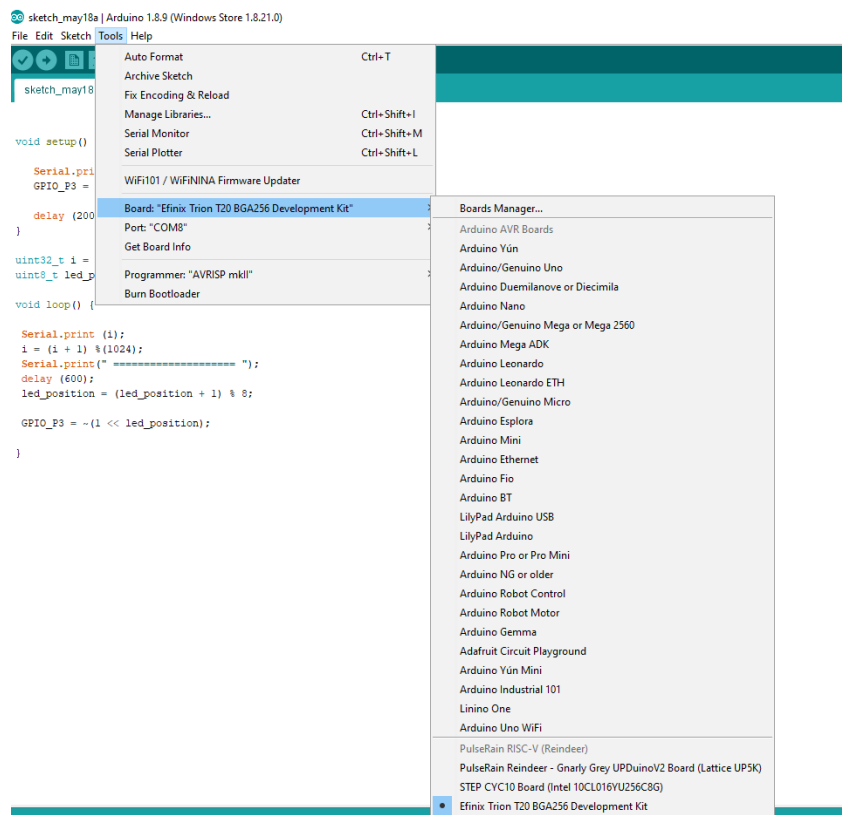 sketch_may18a | Arduino 1.8.9 (Windows Store 1.8.21.0)
File Edit Sketch Tools Help
sketch_may18
Auto Format Ctrl+T
Archive Sketch
Fix Encoding & Reload
Manage Libraries... Ctrl+Shift+I
Serial Monitor Ctrl+Shift+M
Serial Plotter Ctrl+Shift+L
WiFi101 / WiFiNINA Firmware Updater
Board: "Efinix Trion T20 BGA256 Development Kit"
Port: "COM8"
Get Board Info
Programmer: "AVRISP mkII"
Burn Bootloader
void setup()
Serial.pri
GPIO_P3 =
delay (200
}
uint32_t i =
uint8_t led_p
void loop() {
Serial.print (i);
i = (i + 1) %(1024);
Serial.print(" ==================== ");
delay (600);
led_position = (led_position + 1) % 8;
GPIO_P3 = ~(1 << led_position);
}
Boards Manager...
Arduino AVR Boards
Arduino Yún
Arduino/Genuino Uno
Arduino Duemilanove or Diecimila
Arduino Nano
Arduino/Genuino Mega or Mega 2560
Arduino Mega ADK
Arduino Leonardo
Arduino Leonardo ETH
Arduino/Genuino Micro
Arduino Esplora
Arduino Mini
Arduino Ethernet
Arduino Fio
Arduino BT
LilyPad Arduino USB
LilyPad Arduino
Arduino Pro or Pro Mini
Arduino NG or older
Arduino Robot Control
Arduino Robot Motor
Arduino Gemma
Adafruit Circuit Playground
Arduino Yún Mini
Arduino Industrial 101
Linino One
Arduino Uno WiFi
PulseRain RISC-V (Reindeer)
PulseRain Reindeer - Gnarly Grey UPDuinoV2 Board (Lattice UP5K)
STEP CYC10 Board (Intel 10CL016YU256C8G)
Efinix Trion T20 BGA256 Development Kit